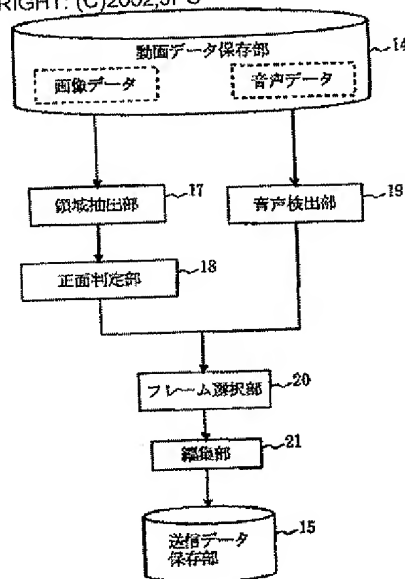 RIGHT: (C)2002,JPO
動画データ保存部
14
画像データ
音声データ
領域抽出部
17
音声検出部
19
正面判定部
18
フレーム選択部
20
編集部
21
送信データ
保存部
15